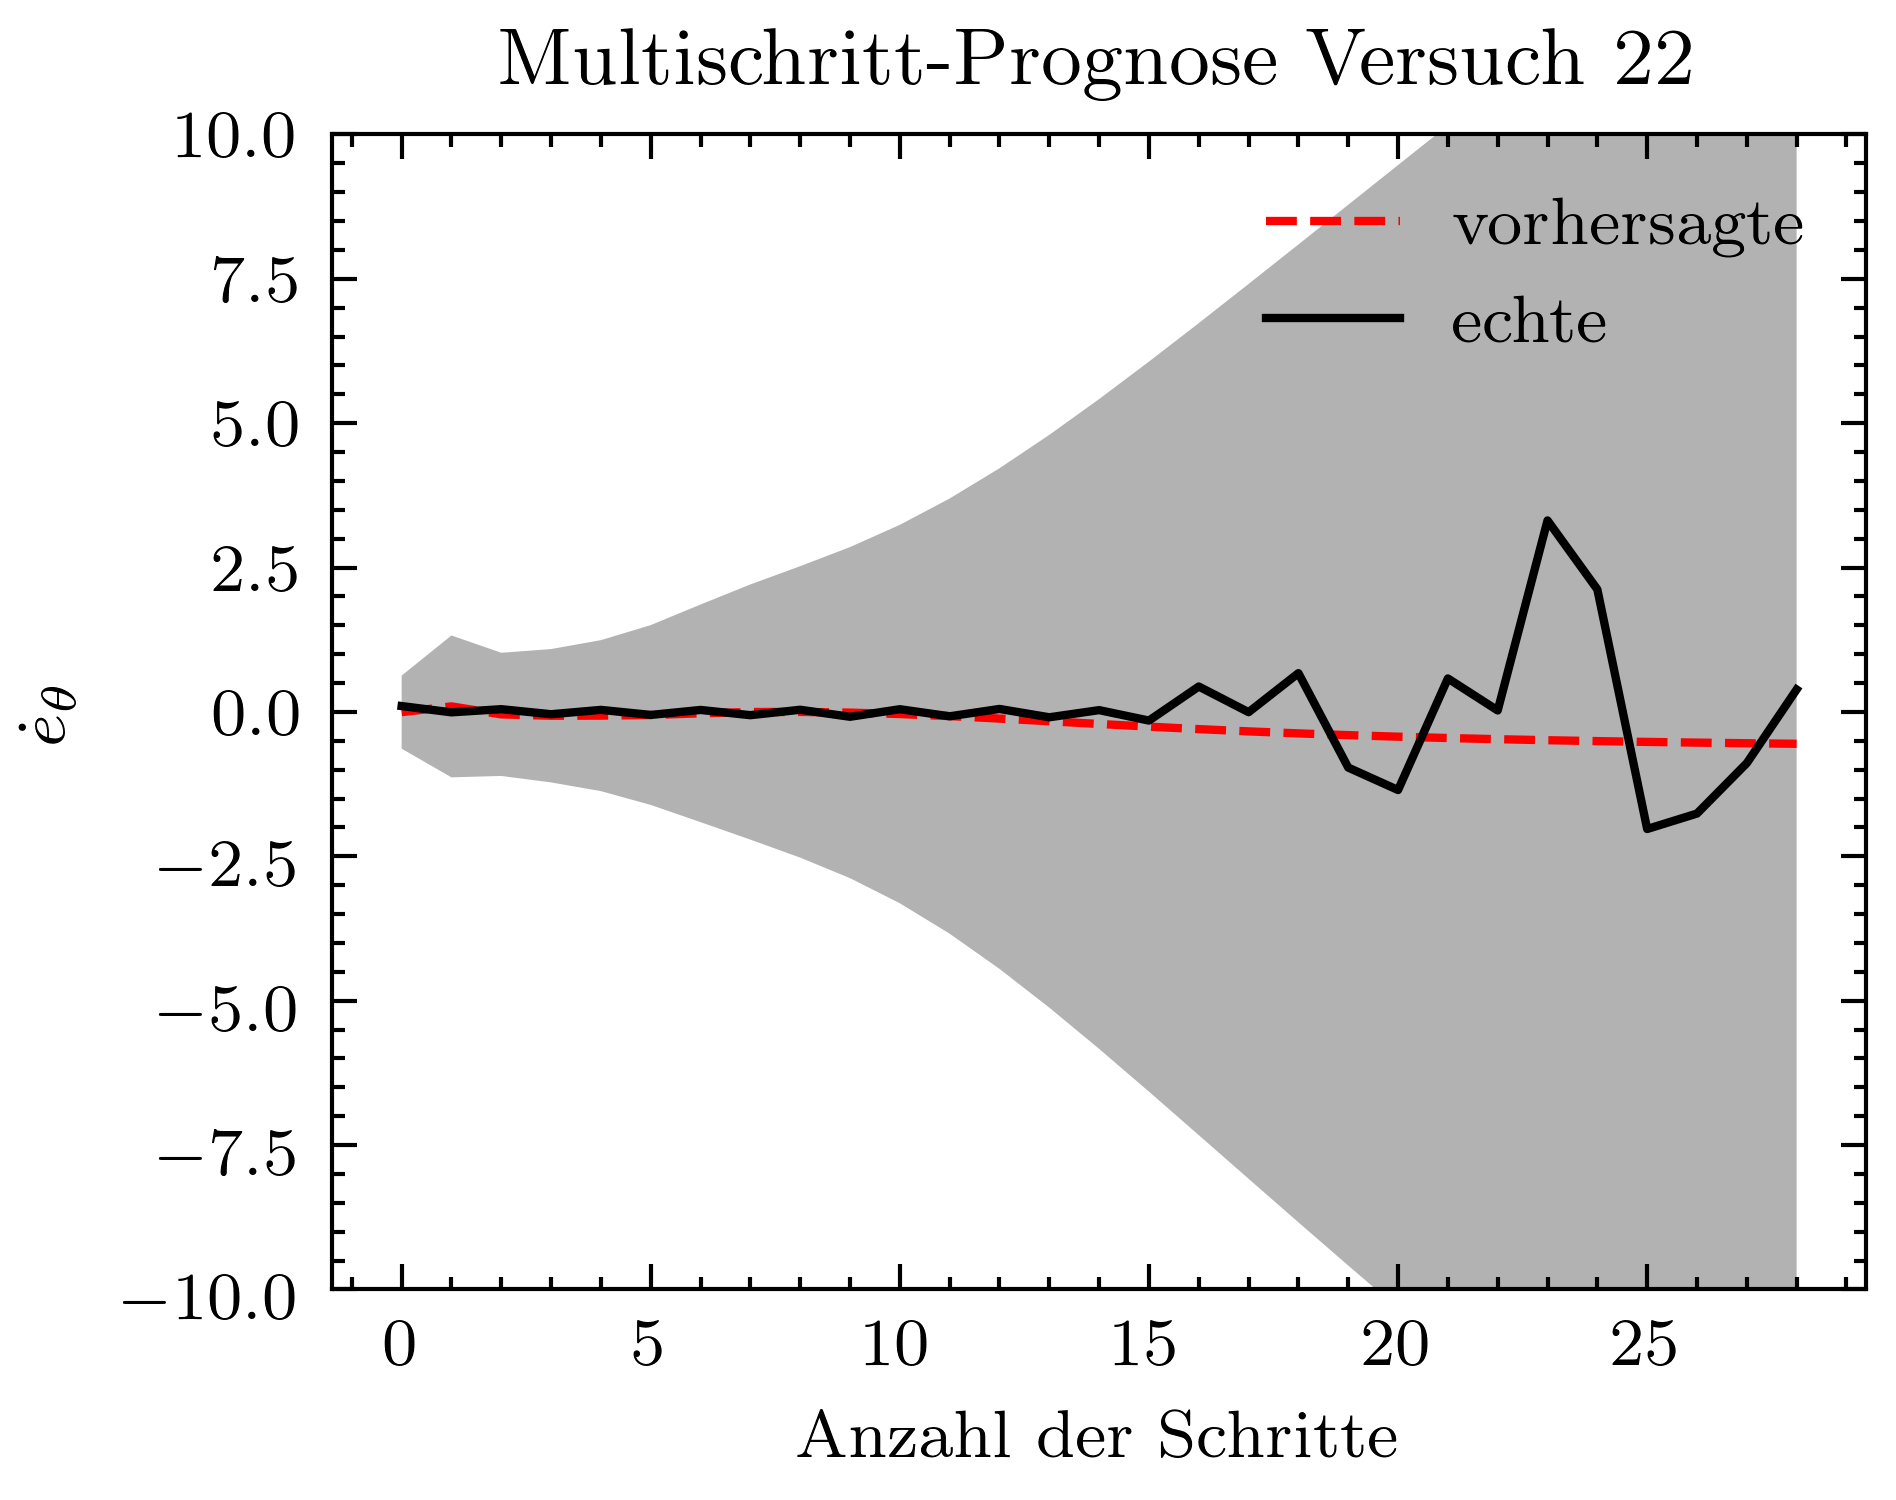 Multischritt-Prognose Versuch 22
10.0
7.5
5.0
2.5
0.0
−2.5
−5.0
−7.5
−10.0
ė_θ
vorhersagte
echte
0 5 10 15 20 25
Anzahl der Schritte